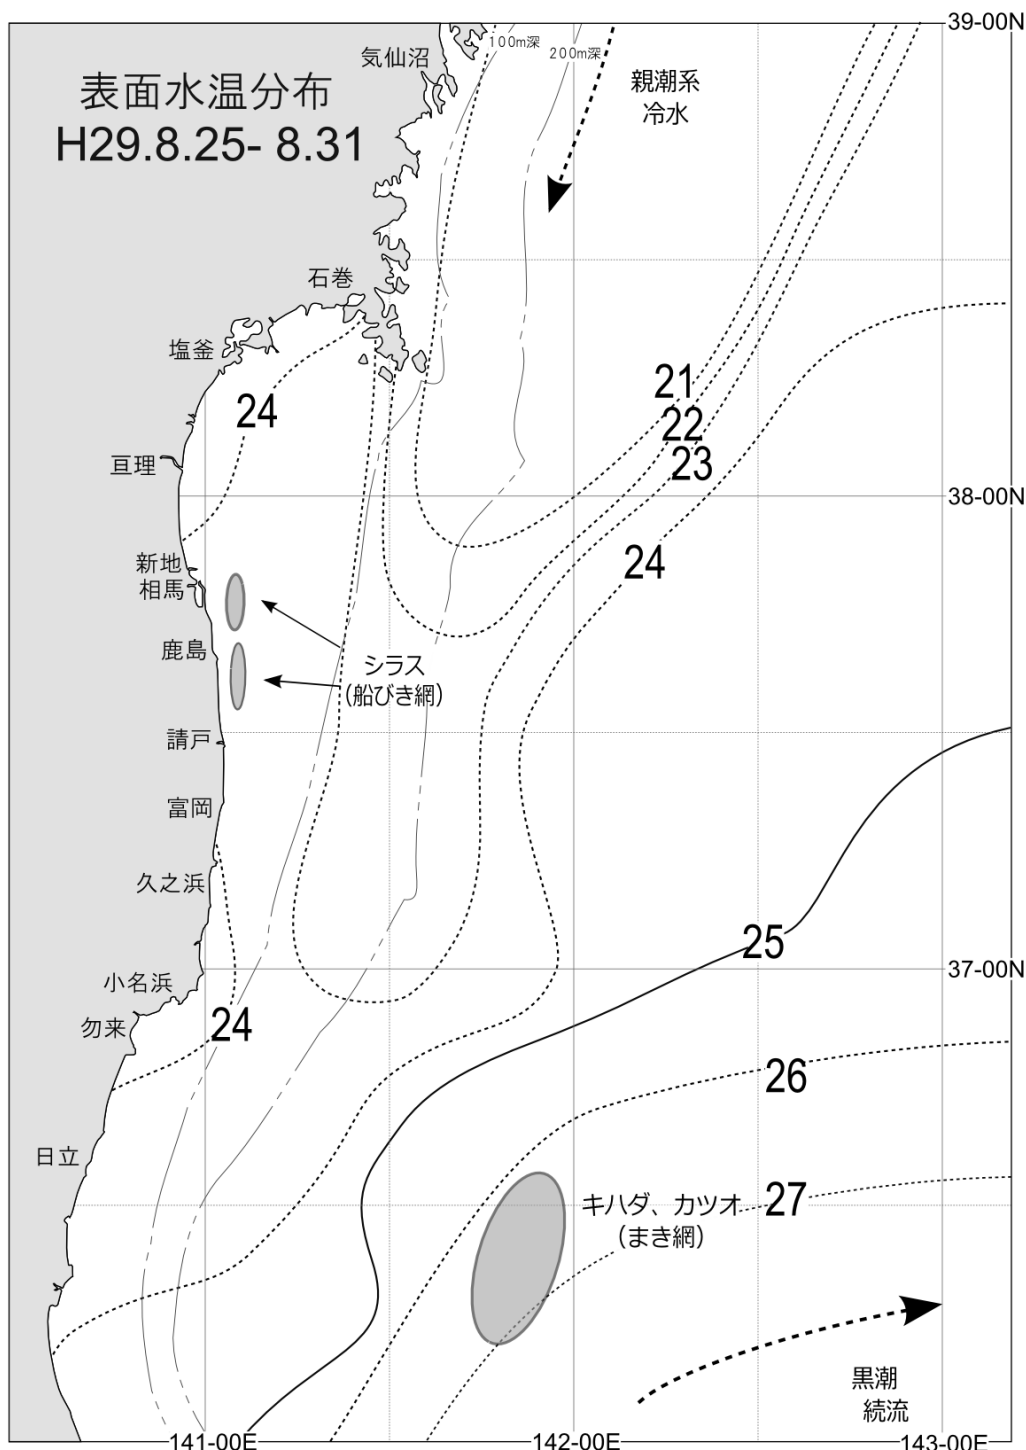 39-00N
100m深
200m深
気仙沼
表面水温分布
H29.8.25- 8.31
親潮系
冷水
石巻
塩釜
21
22
24
23
亘理
38-00N
新地
24
相馬
鹿島
シラス
(船びき網)
請戸
富岡
久之浜
25
37-00N
小名浜
勿来
24
26
日立
キハダ、カツオ
27
(まき網)
黒潮
続流
141-00E
142-00E
143-00E